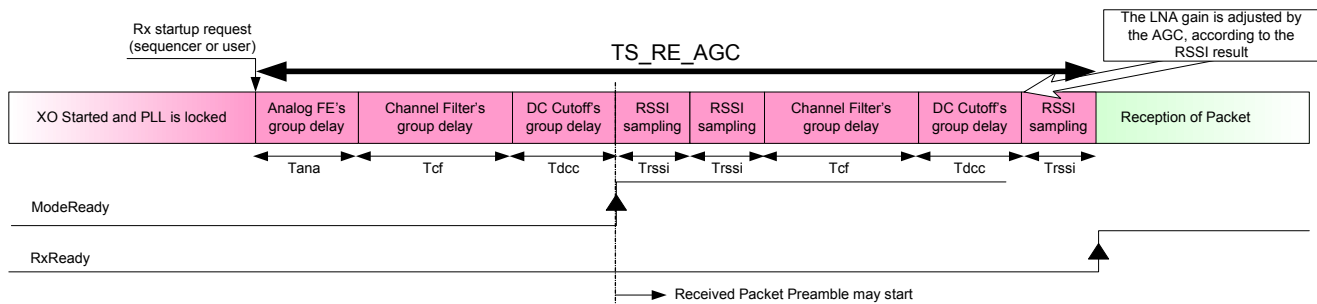 Rx startup request
(sequencer or user)
TS_RE_AGC
The LNA gain is adjusted by
the AGC, according to the
RSSI result
XO Started and PLL is locked
Analog FE's
group delay
Channel Filter's
group delay
DC Cutoff's
group delay
RSSI
sampling
RSSI
sampling
Channel Filter's
group delay
DC Cutoff's
group delay
RSSI
sampling
Reception of Packet
Tana
Tcf
Tdcc
Trssi
Trssi
Tcf
Tdcc
Trssi
ModeReady
RxReady
Received Packet Preamble may start